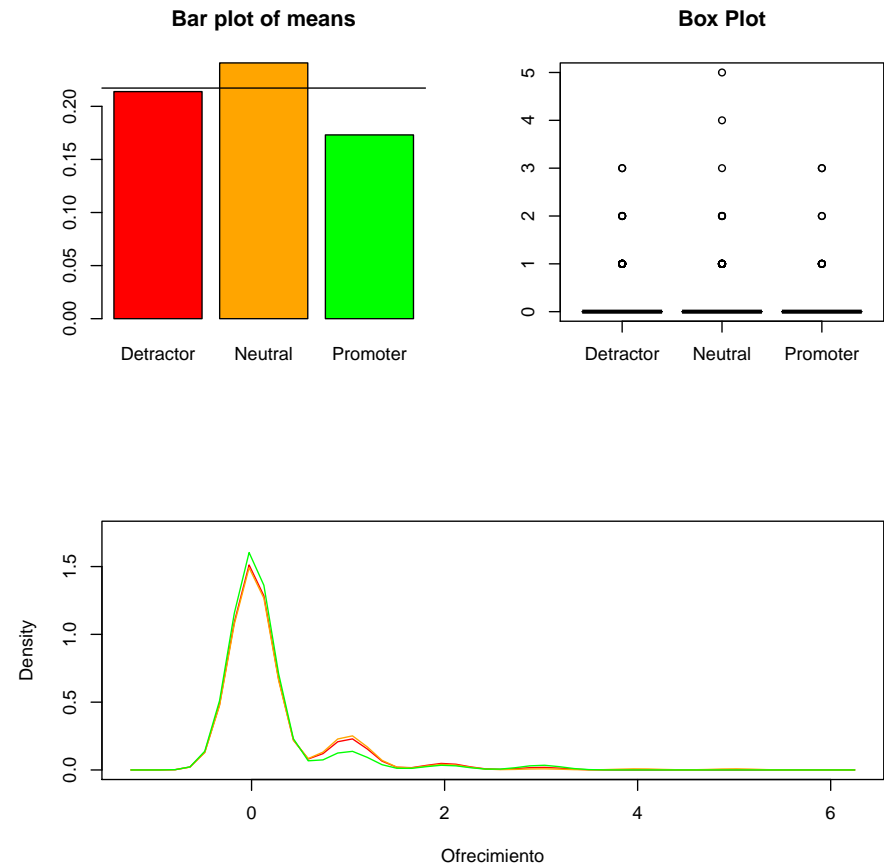 Bar plot of means
0.00 0.05 0.10 0.15 0.20
Detractor Neutral Promoter
Box Plot
0 1 2 3 4 5
Detractor Neutral Promoter
Density
0.0 0.5 1.0 1.5
0 2 4 6
Ofrecimiento